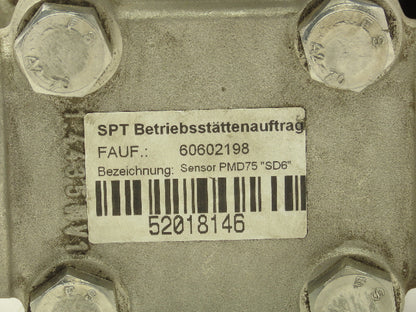 SPT Betriebsstättenauftrag
FAUF.: 60602198
Bezeichnung: Sensor PMD75 "SD6"
52018146